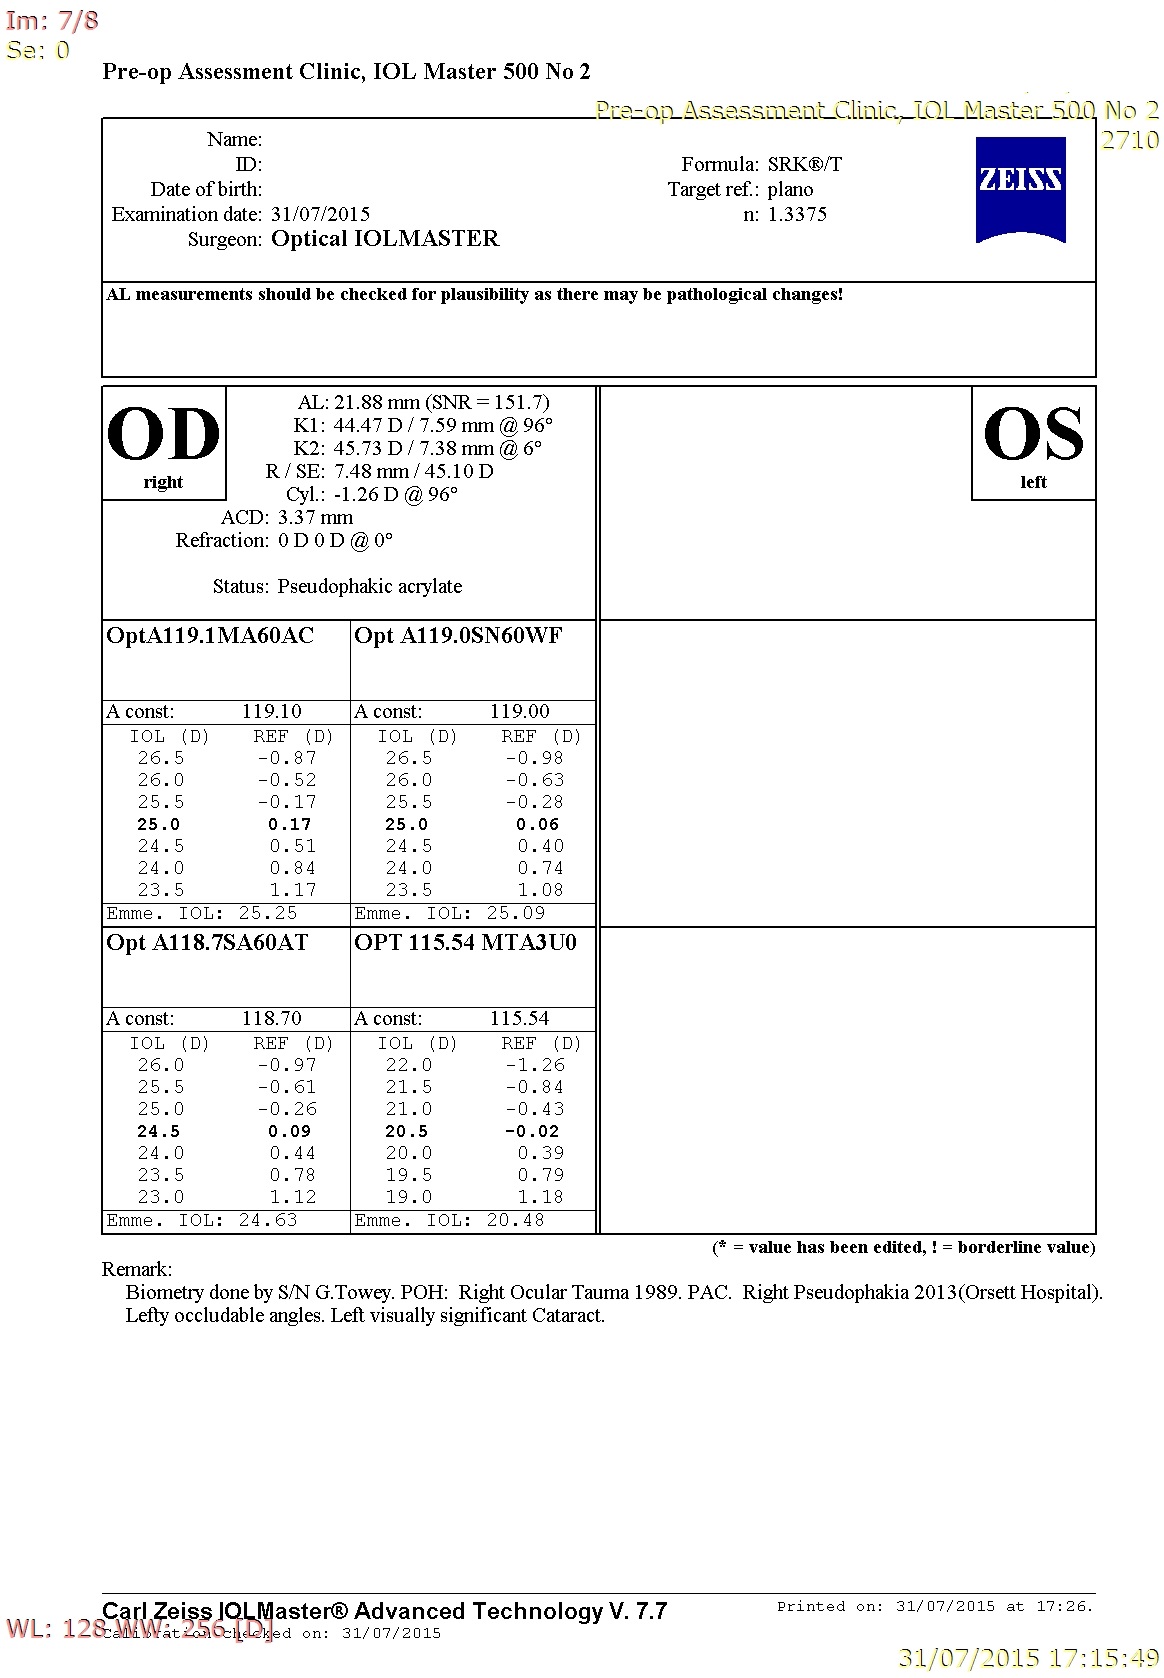 Im: 7/8
Se: 0
Pre-op Assessment Clinic, IOL Master 500 No 2
Pre-op Assessment Clinic, IOL Master 500 No 2
2710
Name:
ID:
Formula: SRK®/T
Date of birth:
Target ref.: plano
Examination date: 31/07/2015
n: 1.3375
Surgeon: Optical IOLMASTER
ZEISS
AL measurements should be checked for plausibility as there may be pathological changes!
OD
right
AL: 21.88 mm (SNR = 151.7)
K1: 44.47 D / 7.59 mm @ 96°
K2: 45.73 D / 7.38 mm @ 6°
R / SE: 7.48 mm / 45.10 D
Cyl.: -1.26 D @ 96°
ACD: 3.37 mm
Refraction: 0 D 0 D @ 0°
Status: Pseudophakic acrylate
OS
left
OptA119.1MA60AC
A const: 119.10
IOL (D) REF (D)
26.5 -0.87
26.0 -0.52
25.5 -0.17
25.0 0.17
24.5 0.51
24.0 0.84
23.5 1.17
Emme. IOL: 25.25
Opt A119.0SN60WF
A const: 119.00
IOL (D) REF (D)
26.5 -0.98
26.0 -0.63
25.5 -0.28
25.0 0.06
24.5 0.40
24.0 0.74
23.5 1.08
Emme. IOL: 25.09
Opt A118.7SA60AT
A const: 118.70
IOL (D) REF (D)
26.0 -0.97
25.5 -0.61
25.0 -0.26
24.5 0.09
24.0 0.44
23.5 0.78
23.0 1.12
Emme. IOL: 24.63
OPT 115.54 MTA3U0
A const: 115.54
IOL (D) REF (D)
22.0 -1.26
21.5 -0.84
21.0 -0.43
20.5 -0.02
20.0 0.39
19.5 0.79
19.0 1.18
Emme. IOL: 20.48
(* = value has been edited, ! = borderline value)
Remark:
Biometry done by S/N G.Towey. POH: Right Ocular Tauma 1989. PAC. Right Pseudophakia 2013(Orsett Hospital).
Lefty occludable angles. Left visually significant Cataract.
Carl Zeiss IOLMaster® Advanced Technology V. 7.7
Printed on: 31/07/2015 at 17:26.
WL: 128 WW: 256 [D]
Calibration checked on: 31/07/2015
31/07/2015 17:15:49